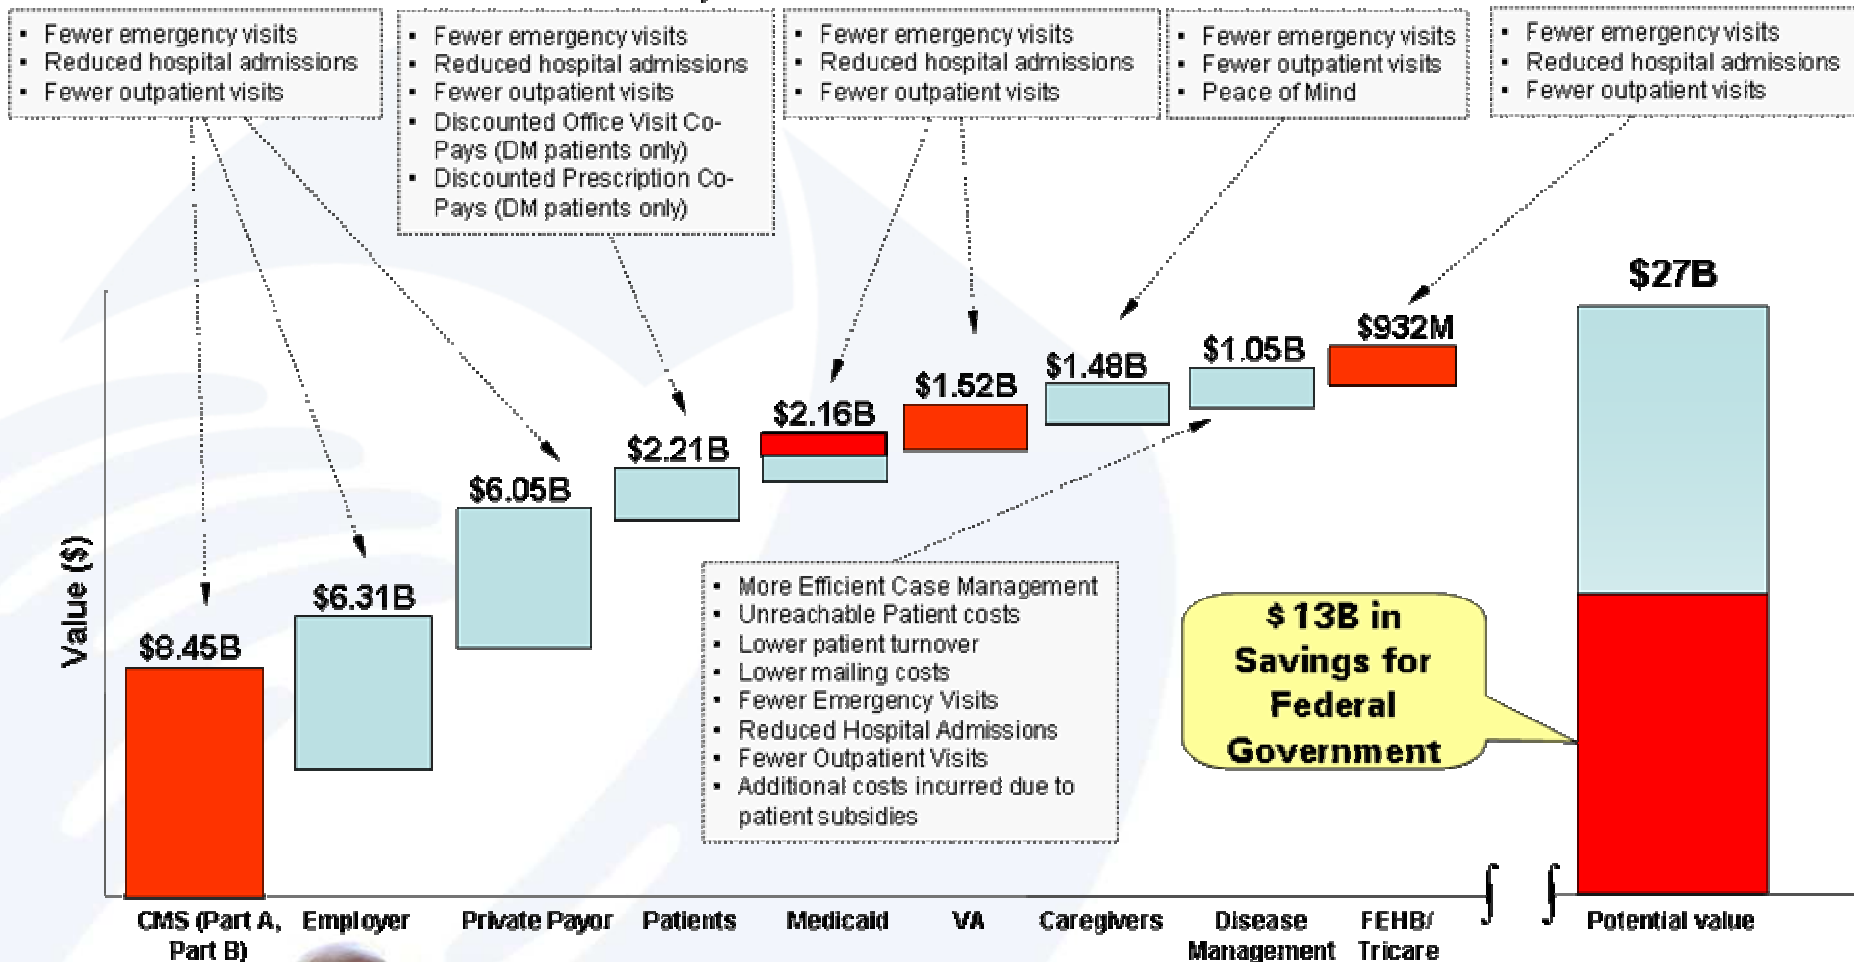 ▪ Fewer emergency visits
▪ Reduced hospital admissions
▪ Fewer outpatient visits
▪ Fewer emergency visits
▪ Reduced hospital admissions
▪ Fewer outpatient visits
▪ Discounted Office Visit Co-
Pays (DM patients only)
▪ Discounted Prescription Co-
Pays (DM patients only)
▪ Fewer emergency visits
▪ Reduced hospital admissions
▪ Fewer outpatient visits
▪ Fewer emergency visits
▪ Fewer outpatient visits
▪ Peace of Mind
▪ Fewer emergency visits
▪ Reduced hospital admissions
▪ Fewer outpatient visits
Value ($)
$8.45B
$6.31B
$6.05B
$2.21B
$2.16B
$1.52B
$1.48B
$1.05B
$932M
$27B
▪ More Efficient Case Management
▪ Unreachable Patient costs
▪ Lower patient turnover
▪ Lower mailing costs
▪ Fewer Emergency Visits
▪ Reduced Hospital Admissions
▪ Fewer Outpatient Visits
▪ Additional costs incurred due to
patient subsidies
$13B in
Savings for
Federal
Government
CMS (Part A,
Part B)
Employer
Private Payor
Patients
Medicaid
VA
Caregivers
Disease
Management
FEHB/
Tricare
Potential value